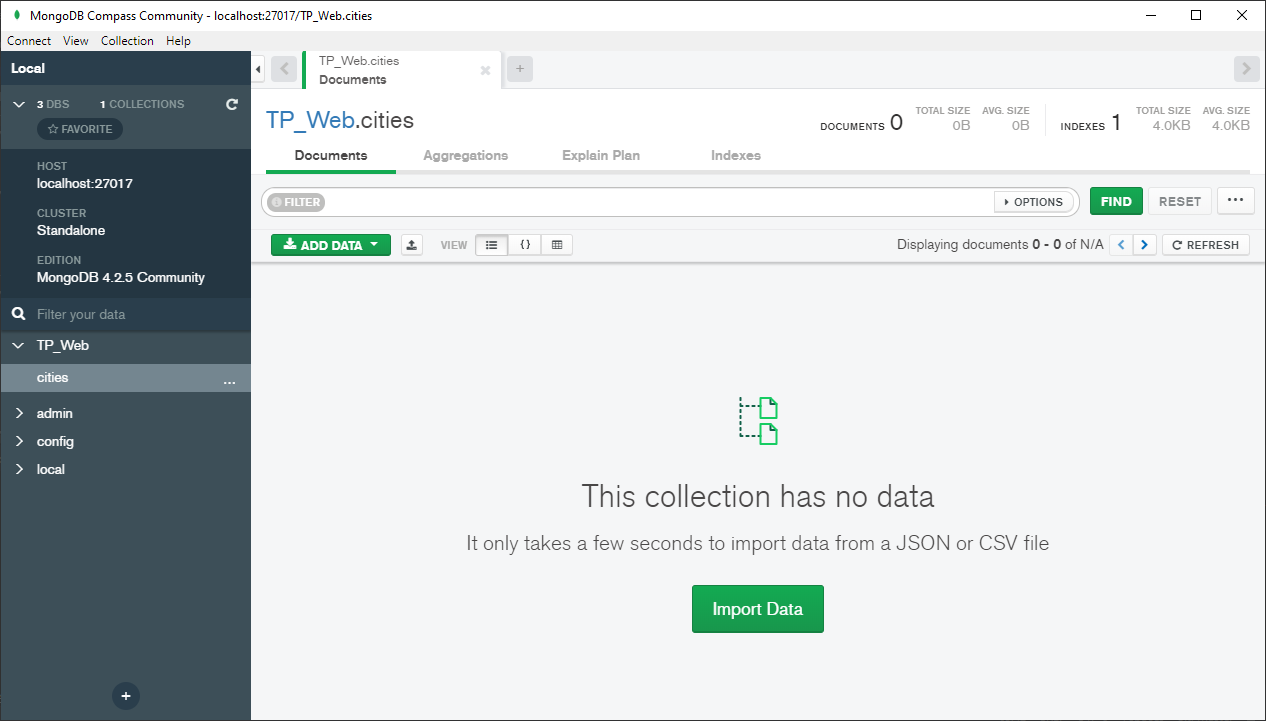 MongoDB Compass Community - localhost:27017/TP_Web.cities
Connect View Collection Help
Local
3 DBS 1 COLLECTIONS
FAVORITE
HOST
localhost:27017
CLUSTER
Standalone
EDITION
MongoDB 4.2.5 Community
Filter your data
TP_Web
cities ...
admin
config
local
+
TP_Web.cities
Documents
+
TP_Web.cities
DOCUMENTS 0 TOTAL SIZE 0B AVG. SIZE 0B
INDEXES 1 TOTAL SIZE 4.0KB AVG. SIZE 4.0KB
Documents Aggregations Explain Plan Indexes
FILTER OPTIONS FIND RESET ...
ADD DATA VIEW {} Displaying documents 0 - 0 of N/A < > REFRESH
This collection has no data
It only takes a few seconds to import data from a JSON or CSV file
Import Data